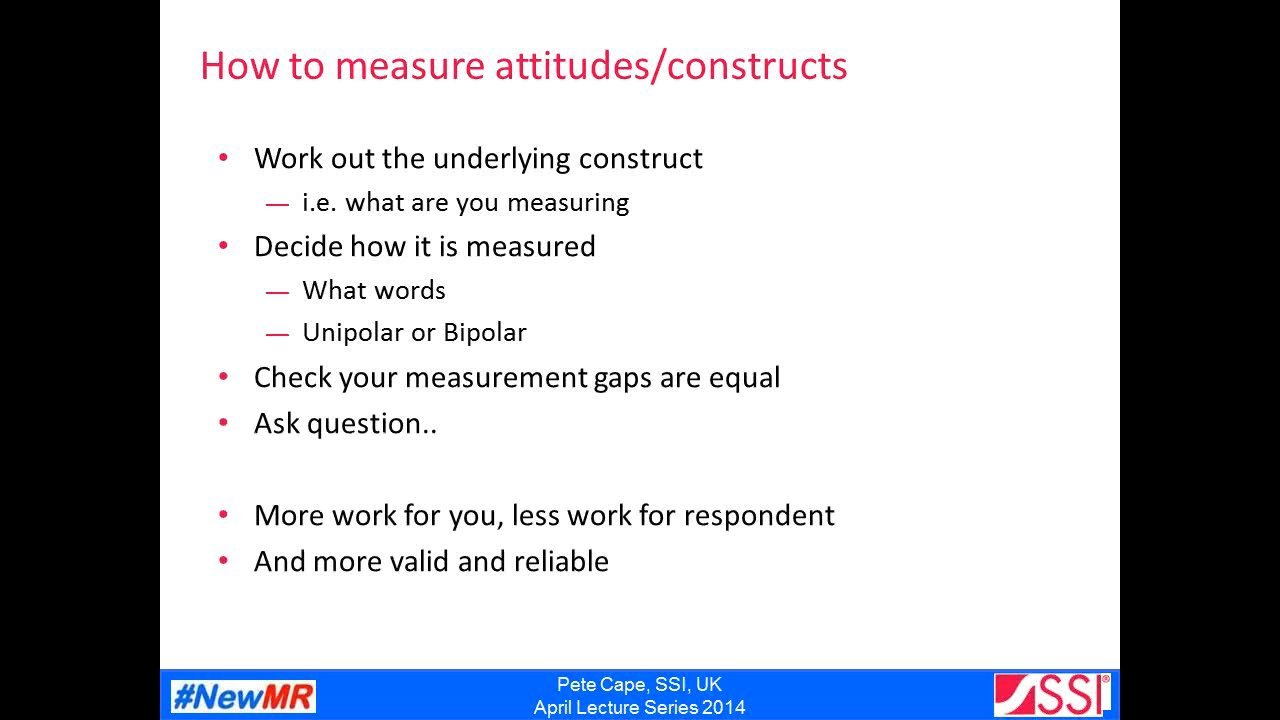 How to measure attitudes/constructs
• Work out the underlying construct
— i.e. what are you measuring
• Decide how it is measured
— What words
— Unipolar or Bipolar
• Check your measurement gaps are equal
• Ask question..
• More work for you, less work for respondent
• And more valid and reliable
#NewMR
Pete Cape, SSI, UK
April Lecture Series 2014
SSI®